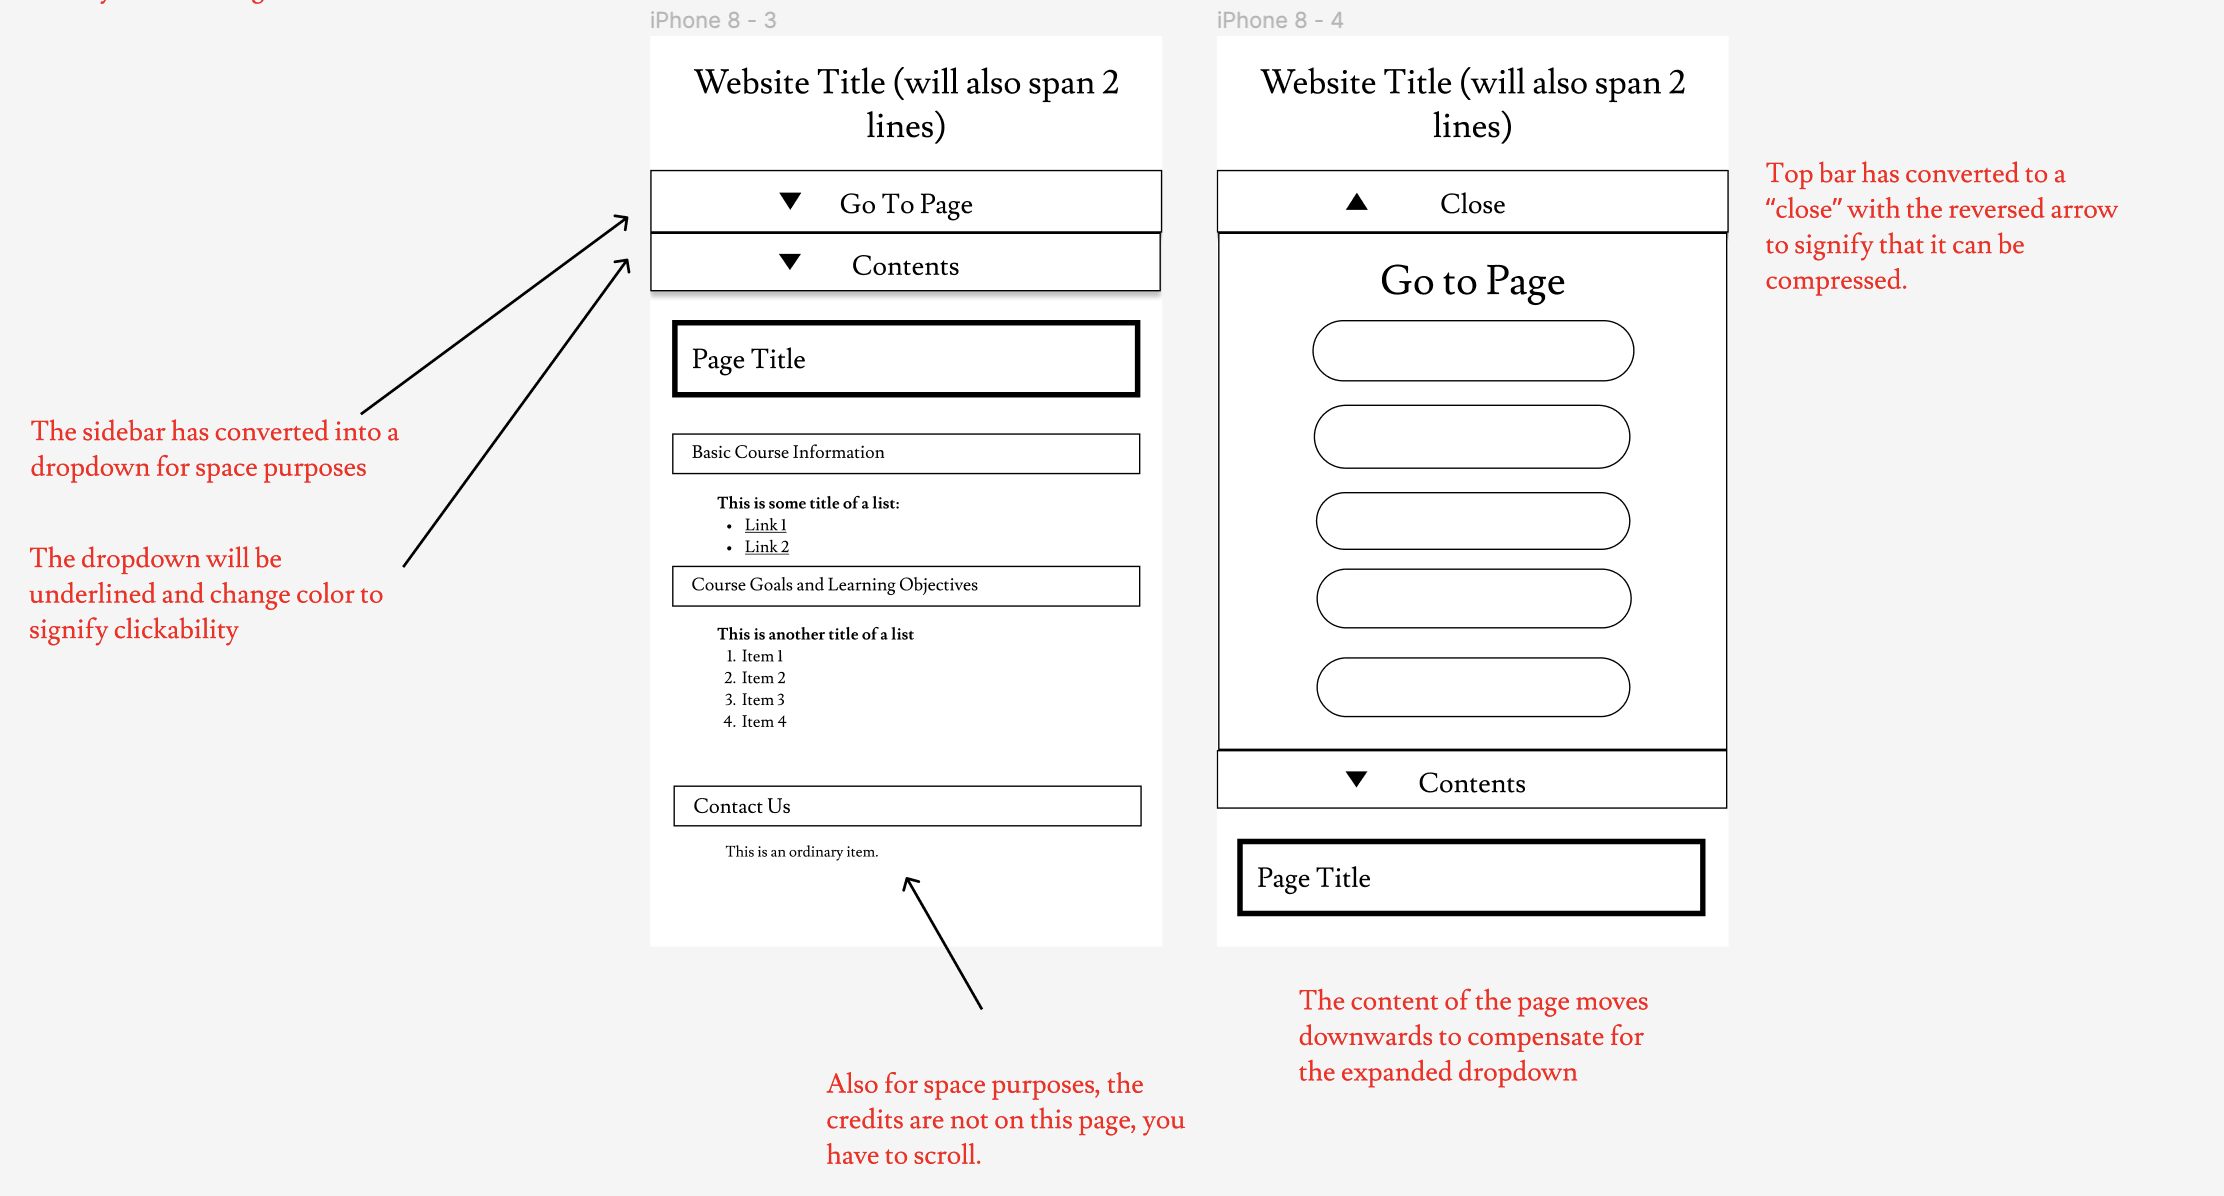 iPhone 8 - 3
Website Title (will also span 2
lines)
Go To Page
Contents
Page Title
Basic Course Information
This is some title of a list:
• Link 1
• Link 2
Course Goals and Learning Objectives
This is another title of a list
1. Item 1
2. Item 2
3. Item 3
4. Item 4
Contact Us
This is an ordinary item.
The sidebar has converted into a
dropdown for space purposes
The dropdown will be
underlined and change color to
signify clickability
Also for space purposes, the
credits are not on this page, you
have to scroll.
iPhone 8 - 4
Website Title (will also span 2
lines)
Close
Go to Page
Contents
Page Title
Top bar has converted to a
“close” with the reversed arrow
to signify that it can be
compressed.
The content of the page moves
downwards to compensate for
the expanded dropdown